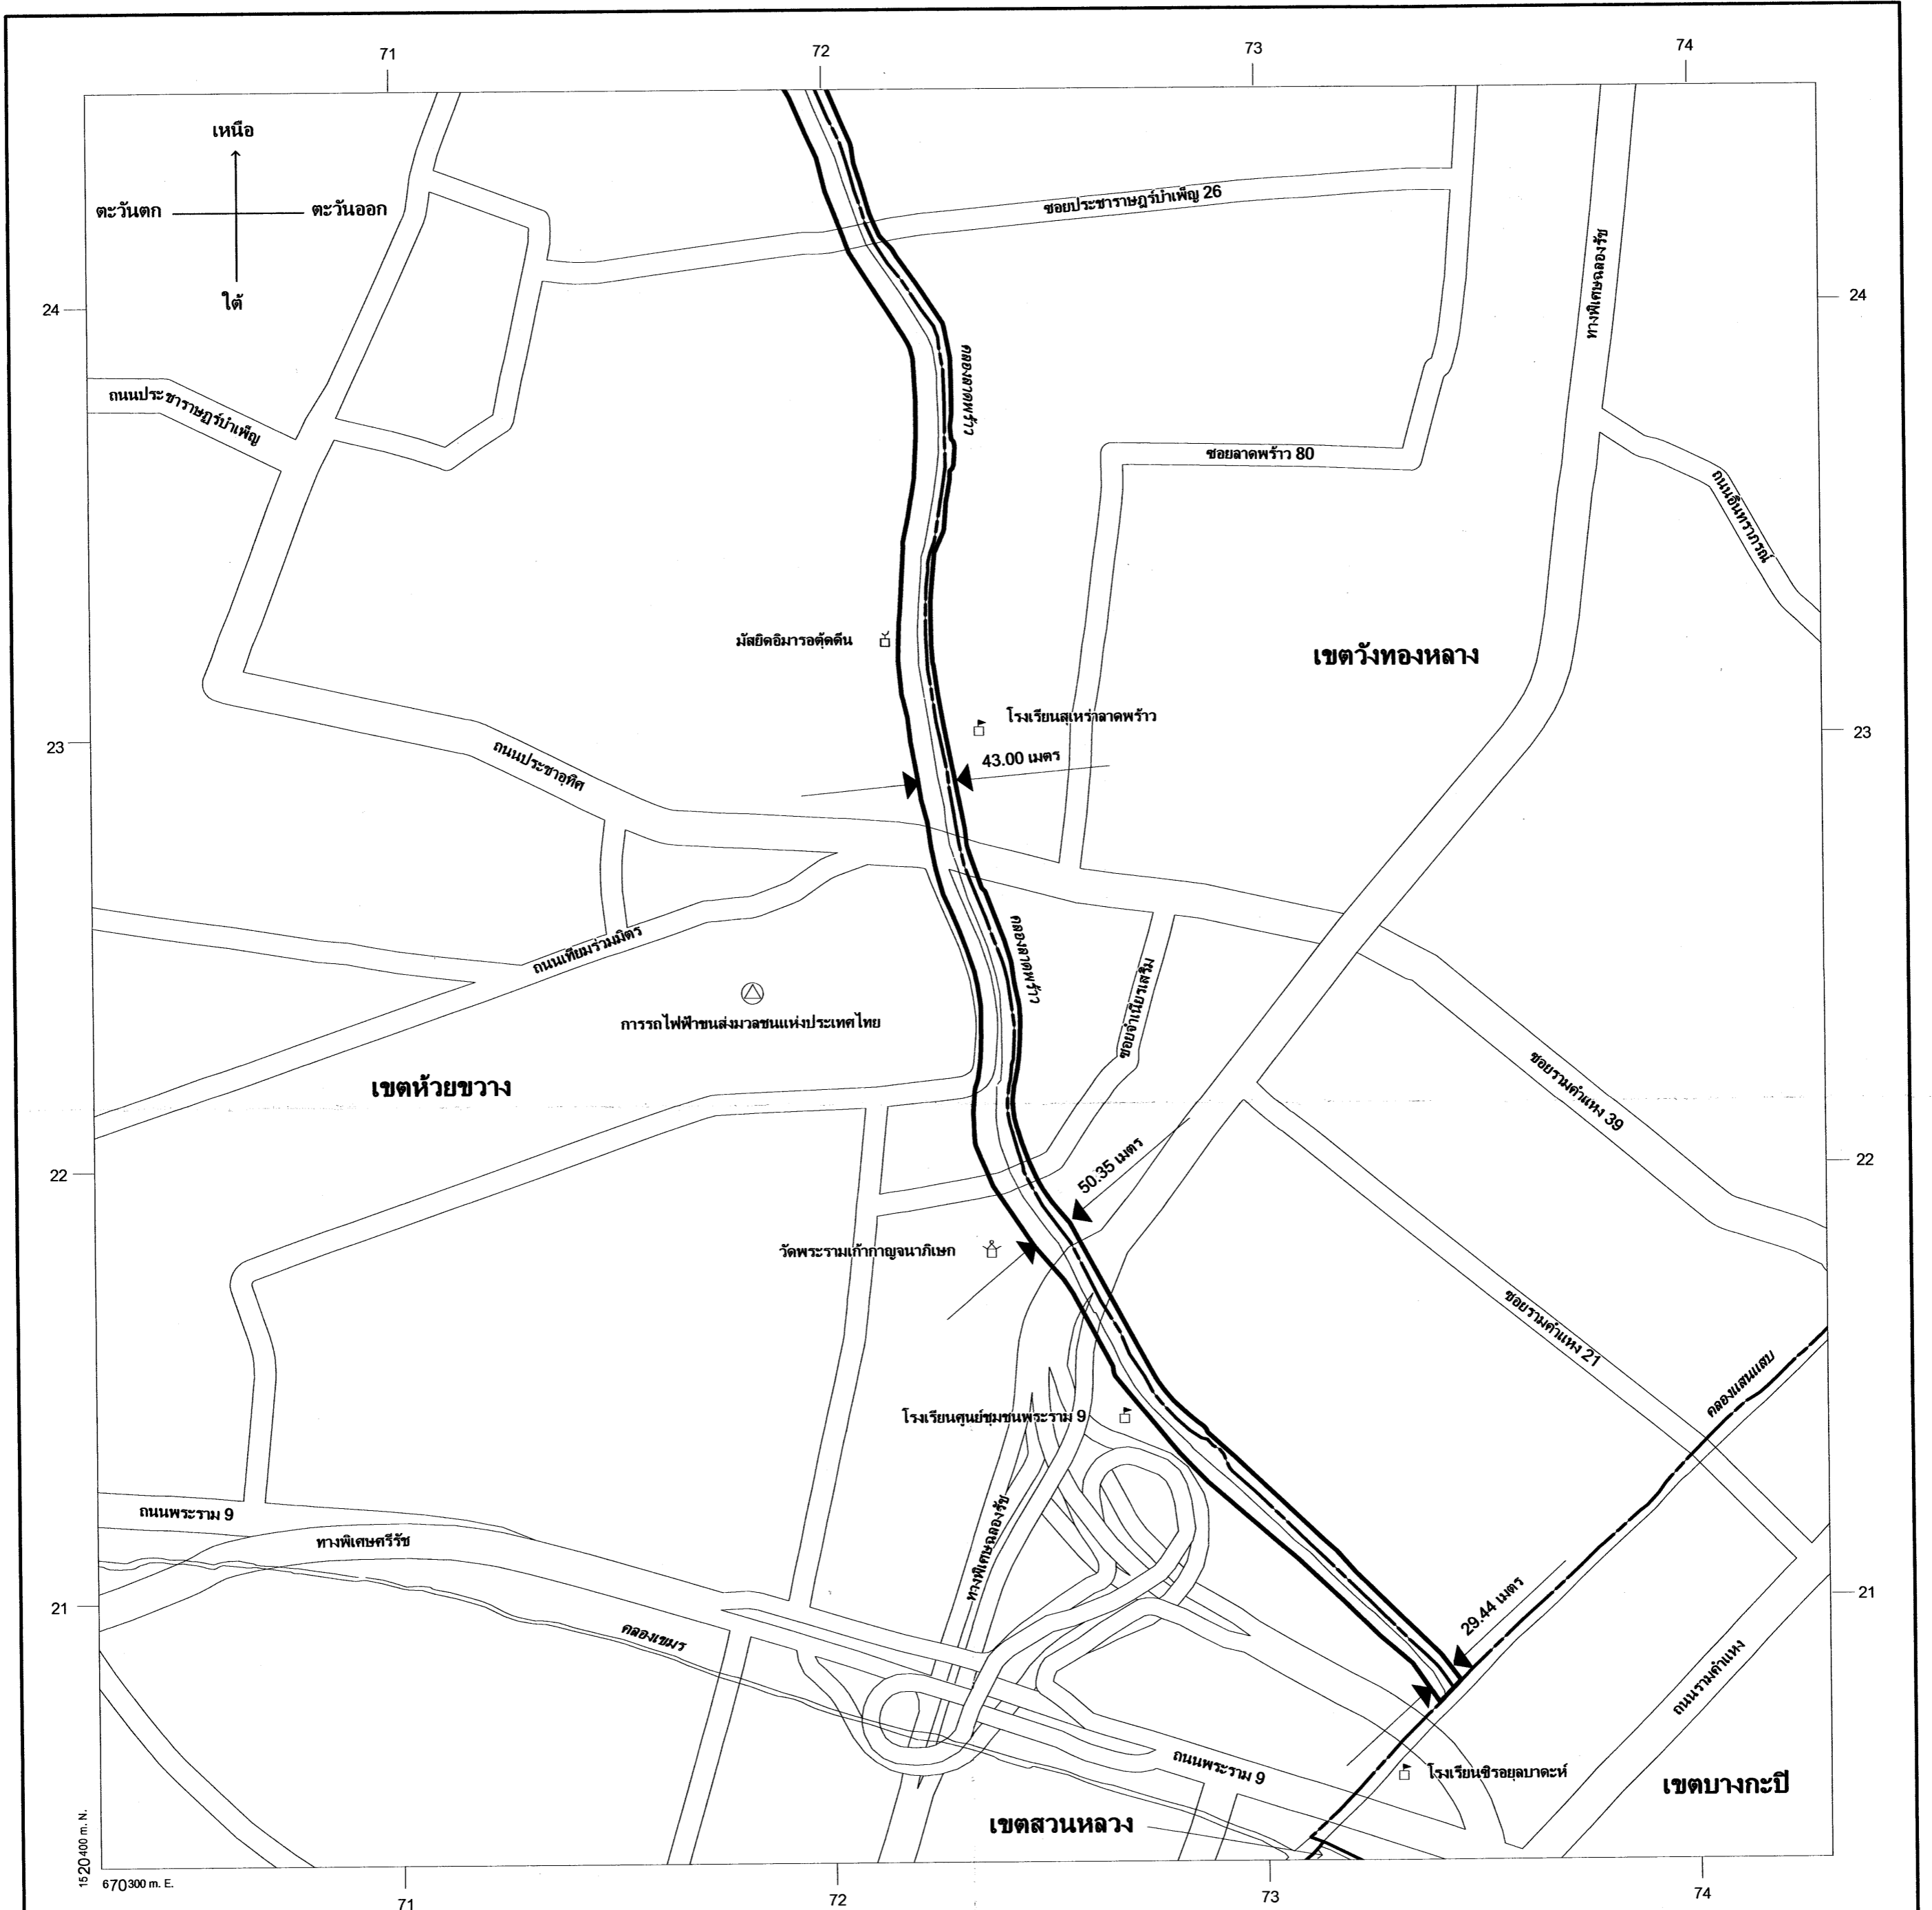 71
72
73
74
เหนือ
ตะวันตก
ตะวันออก
ใต้
ซอยประชาราษฎร์บำเพ็ญ 26
ทางพิเศษฉลองรัช
24
24
คลองลาดพร้าว
ถนนประชาราษฎร์บำเพ็ญ
ซอยลาดพร้าว 80
ถนนอินทราภรณ์
มัสยิดอิมารอตุ้ดดีน
เขตวังทองหลาง
โรงเรียนสุเหร่าลาดพร้าว
23
23
43.00 เมตร
ถนนประชาอุทิศ
คลองลาดพร้าว
ถนนเทียมร่วมมิตร
ซอยจำเนียรเสริม
การรถไฟฟ้าขนส่งมวลชนแห่งประเทศไทย
เขตห้วยขวาง
ซอยรามคำแหง 39
22
22
50.35 เมตร
วัดพระรามเก้ากาญจนาภิเษก
ซอยรามคำแหง 21
คลองแสนแสบ
โรงเรียนศูนย์ชุมชนพระราม 9
ถนนพระราม 9
ทางพิเศษศรีรัช
ทางพิเศษฉลองรัช
21
21
29.44 เมตร
คลองเขมร
ถนนรามคำแหง
ถนนพระราม 9
โรงเรียนซิรอยุลบาดะห์
เขตบางกะปิ
เขตสวนหลวง
1520400 m. N.
670300 m. E.
71
72
73
74